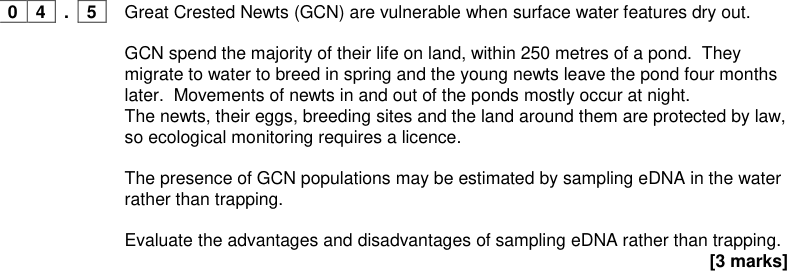 0 4 . 5 Great Crested Newts (GCN) are vulnerable when surface water features dry out.
GCN spend the majority of their life on land, within 250 metres of a pond. They
migrate to water to breed in spring and the young newts leave the pond four months
later. Movements of newts in and out of the ponds mostly occur at night.
The newts, their eggs, breeding sites and the land around them are protected by law,
so ecological monitoring requires a licence.
The presence of GCN populations may be estimated by sampling eDNA in the water
rather than trapping.
Evaluate the advantages and disadvantages of sampling eDNA rather than trapping.
[3 marks]